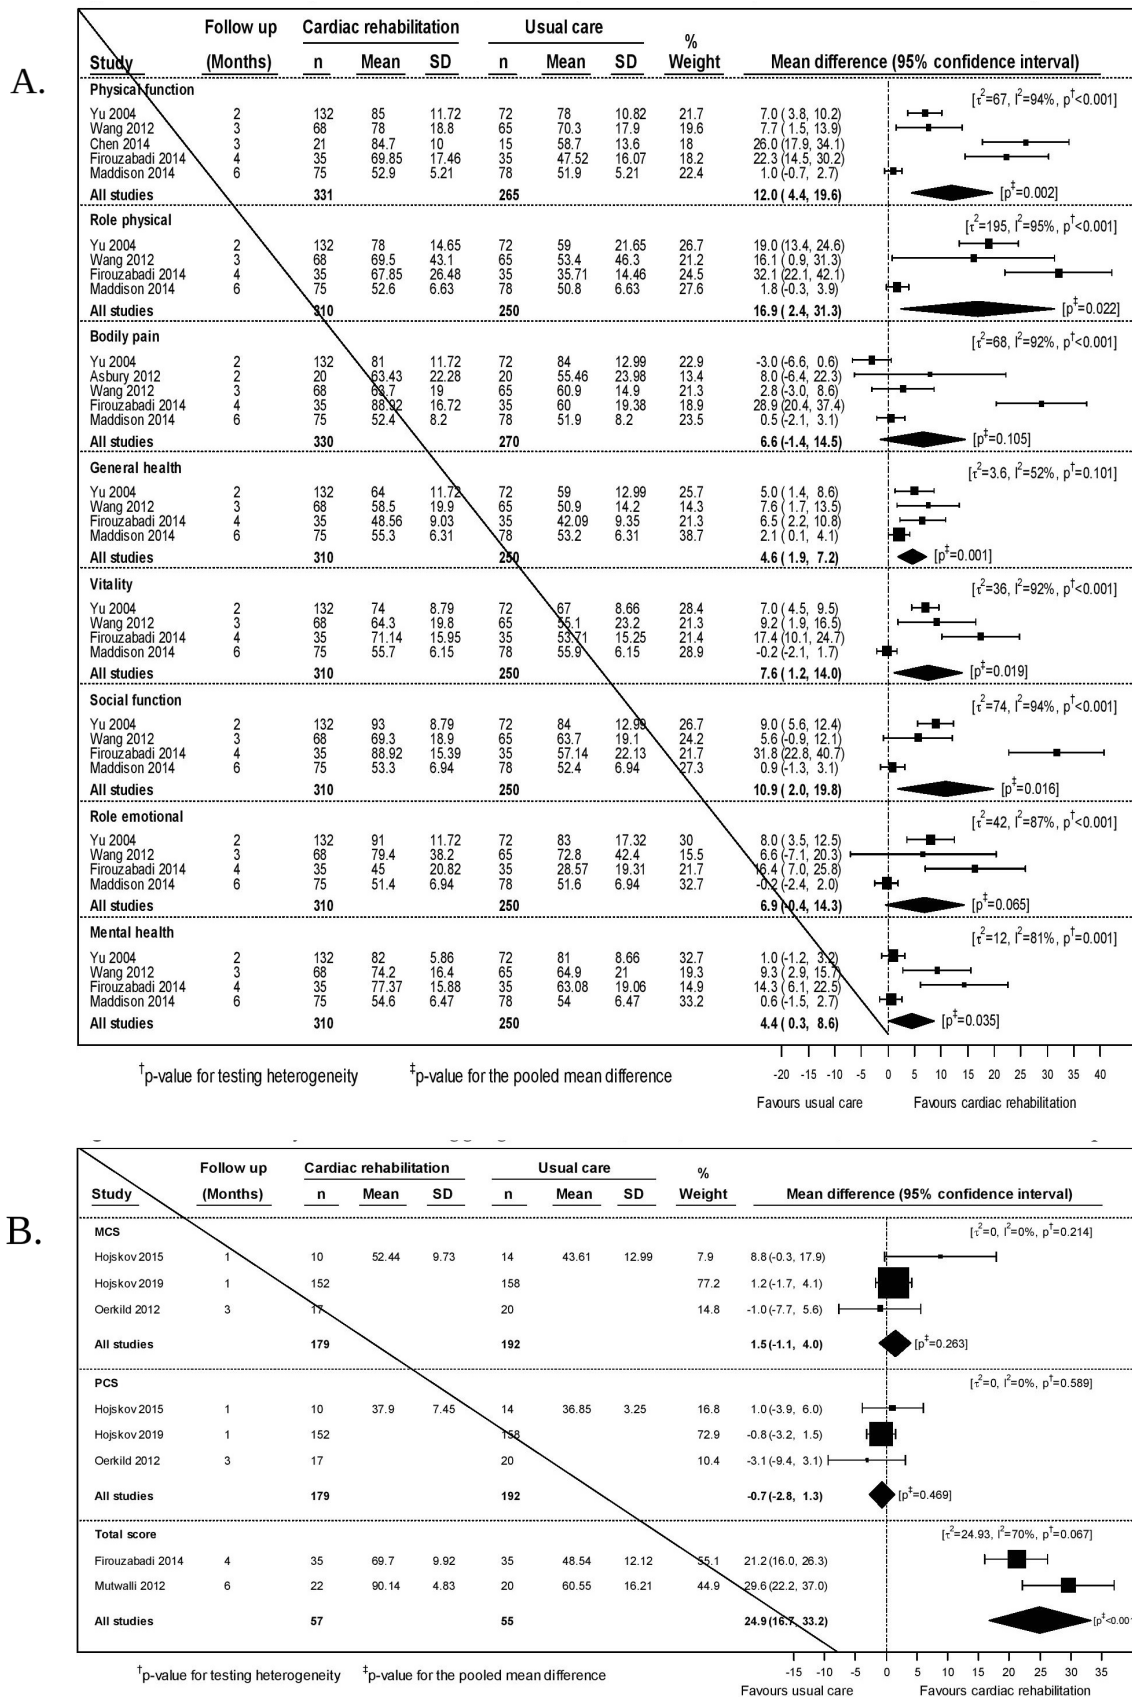 A.
Follow up Cardiac rehabilitation Usual care %
Study (Months) n Mean SD n Mean SD Weight Mean difference (95% confidence interval)
Physical function [τ²=67, I²=94%, p†<0.001]
Yu 2004 2 132 85 11.72 72 78 10.82 21.7 7.0 ( 3.8, 10.2)
Wang 2012 3 68 78 18.8 65 70.3 17.9 19.6 7.7 ( 1.5, 13.9)
Chen 2014 3 21 84.7 10 15 58.7 13.6 18 26.0 (17.9, 34.1)
Firouzabadi 2014 4 35 69.85 17.46 35 47.52 16.07 18.2 22.3 (14.5, 30.2)
Maddison 2014 6 75 52.9 5.21 78 51.9 5.21 22.4 1.0 (-0.7, 2.7)
All studies 331 265 12.0 ( 4.4, 19.6) [p‡=0.002]
Role physical [τ²=195, I²=95%, p†<0.001]
Yu 2004 2 132 78 14.65 72 59 21.65 26.7 19.0 (13.4, 24.6)
Wang 2012 3 68 69.5 43.1 65 53.4 46.3 21.2 16.1 ( 0.9, 31.3)
Firouzabadi 2014 4 35 67.85 26.48 35 35.71 14.46 24.5 32.1 (22.1, 42.1)
Maddison 2014 6 75 52.6 6.63 78 50.8 6.63 27.6 1.8 (-0.3, 3.9)
All studies 310 250 16.9 ( 2.4, 31.3) [p‡=0.022]
Bodily pain [τ²=68, I²=92%, p†<0.001]
Yu 2004 2 132 81 11.72 72 84 12.99 22.9 -3.0 (-6.6, 0.6)
Asbury 2012 2 20 63.43 22.28 20 55.46 23.98 13.4 8.0 (-6.4, 22.3)
Wang 2012 3 68 63.7 19 65 60.9 14.9 21.3 2.8 (-3.0, 8.6)
Firouzabadi 2014 4 35 88.92 16.72 35 60 19.38 18.9 28.9 (20.4, 37.4)
Maddison 2014 6 75 52.4 8.2 78 51.9 8.2 23.5 0.5 (-2.1, 3.1)
All studies 330 270 6.6 (-1.4, 14.5) [p‡=0.105]
General health [τ²=3.6, I²=52%, p†=0.101]
Yu 2004 2 132 64 11.72 72 59 12.99 25.7 5.0 ( 1.4, 8.6)
Wang 2012 3 68 58.5 19.9 65 50.9 14.2 14.3 7.6 ( 1.7, 13.5)
Firouzabadi 2014 4 35 48.56 9.03 35 42.09 9.35 21.3 6.5 ( 2.2, 10.8)
Maddison 2014 6 75 55.3 6.31 78 53.2 6.31 38.7 2.1 ( 0.1, 4.1)
All studies 310 250 4.6 ( 1.9, 7.2) [p‡=0.001]
Vitality [τ²=36, I²=92%, p†<0.001]
Yu 2004 2 132 74 8.79 72 67 8.66 28.4 7.0 ( 4.5, 9.5)
Wang 2012 3 68 64.3 19.8 65 55.1 23.2 21.3 9.2 ( 1.9, 16.5)
Firouzabadi 2014 4 35 71.14 15.95 35 53.71 15.25 21.4 17.4 (10.1, 24.7)
Maddison 2014 6 75 55.7 6.15 78 55.9 6.15 28.9 -0.2 (-2.1, 1.7)
All studies 310 250 7.6 ( 1.2, 14.0) [p‡=0.019]
Social function [τ²=74, I²=94%, p†<0.001]
Yu 2004 2 132 93 8.79 72 84 12.99 26.7 9.0 ( 5.6, 12.4)
Wang 2012 3 68 69.3 18.9 65 63.7 19.1 24.2 5.6 (-0.9, 12.1)
Firouzabadi 2014 4 35 88.92 15.39 35 57.14 22.13 21.7 31.8 (22.8, 40.7)
Maddison 2014 6 75 53.3 6.94 78 52.4 6.94 27.3 0.9 (-1.3, 3.1)
All studies 310 250 10.9 ( 2.0, 19.8) [p‡=0.016]
Role emotional [τ²=42, I²=87%, p†<0.001]
Yu 2004 2 132 91 11.72 72 83 17.32 30 8.0 ( 3.5, 12.5)
Wang 2012 3 68 79.4 38.2 65 72.8 42.4 15.5 6.6 (-7.1, 20.3)
Firouzabadi 2014 4 35 45 20.82 35 28.57 19.31 21.7 16.4 ( 7.0, 25.8)
Maddison 2014 6 75 51.4 6.94 78 51.6 6.94 32.7 -0.2 (-2.4, 2.0)
All studies 310 250 6.9 (-0.4, 14.3) [p‡=0.065]
Mental health [τ²=12, I²=81%, p†=0.001]
Yu 2004 2 132 82 5.86 72 81 8.66 32.7 1.0 (-1.2, 3.2)
Wang 2012 3 68 74.2 16.4 65 64.9 21 19.3 9.3 ( 2.9, 15.7)
Firouzabadi 2014 4 35 77.37 15.88 35 63.08 19.06 14.9 14.3 ( 6.1, 22.5)
Maddison 2014 6 75 54.6 6.47 78 54 6.47 33.2 0.6 (-1.5, 2.7)
All studies 310 250 4.4 ( 0.3, 8.6) [p‡=0.035]
†p-value for testing heterogeneity ‡p-value for the pooled mean difference -20 -15 -10 -5 0 5 10 15 20 25 30 35 40
Favours usual care Favours cardiac rehabilitation
B.
Follow up Cardiac rehabilitation Usual care %
Study (Months) n Mean SD n Mean SD Weight Mean difference (95% confidence interval)
MCS [τ²=0, I²=0%, p†=0.214]
Hojskov 2015 1 10 52.44 9.73 14 43.61 12.99 7.9 8.8 (-0.3, 17.9)
Hojskov 2019 1 152 158 77.2 1.2 (-1.7, 4.1)
Oerkild 2012 3 17 20 14.8 -1.0 (-7.7, 5.6)
All studies 179 192 1.5 (-1.1, 4.0) [p‡=0.263]
PCS [τ²=0, I²=0%, p†=0.589]
Hojskov 2015 1 10 37.9 7.45 14 36.85 3.25 16.8 1.0 (-3.9, 6.0)
Hojskov 2019 1 152 158 72.9 -0.8 (-3.2, 1.5)
Oerkild 2012 3 17 20 10.4 -3.1 (-9.4, 3.1)
All studies 179 192 -0.7 (-2.8, 1.3) [p‡=0.469]
Total score [τ²=24.93, I²=70%, p†=0.067]
Firouzabadi 2014 4 35 69.7 9.92 35 48.54 12.12 55.1 21.2 (16.0, 26.3)
Mutwalli 2012 6 22 90.14 4.83 20 60.55 16.21 44.9 29.6 (22.2, 37.0)
All studies 57 55 24.9 (16.7, 33.2) [p‡<0.001
†p-value for testing heterogeneity ‡p-value for the pooled mean difference -15 -10 -5 0 5 10 15 20 25 30 35
Favours usual care Favours cardiac rehabilitation